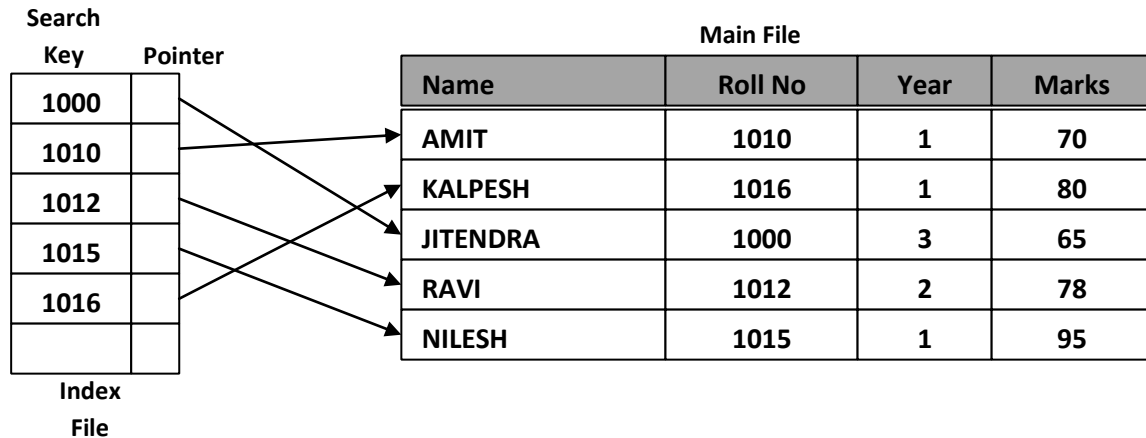 Search
Key Pointer
1000
1010
1012
1015
1016
Index
File
Main File
Name Roll No Year Marks
AMIT 1010 1 70
KALPESH 1016 1 80
JITENDRA 1000 3 65
RAVI 1012 2 78
NILESH 1015 1 95